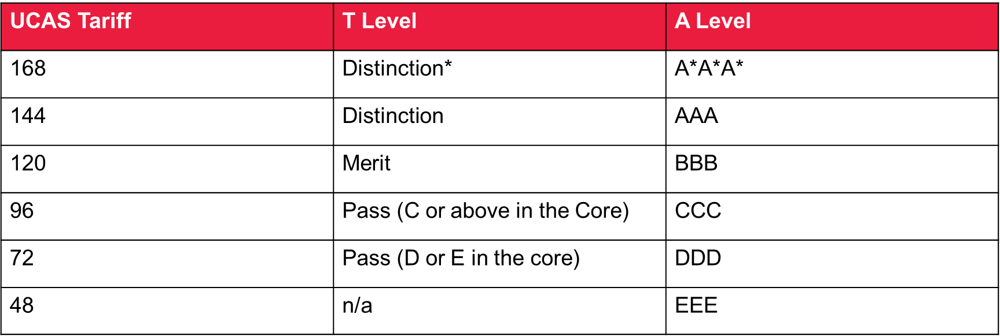 UCAS Tariff T Level A Level
168 Distinction* A*A*A*
144 Distinction AAA
120 Merit BBB
96 Pass (C or above in the Core) CCC
72 Pass (D or E in the core) DDD
48 n/a EEE